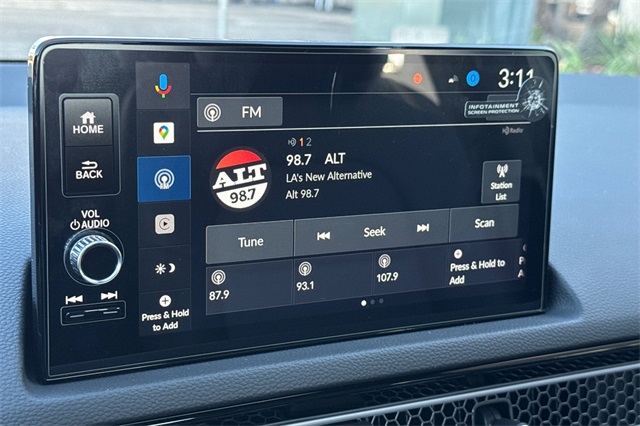 3:11
INFOTAINMENT
SCREEN PROTECTION
HD Radio
HOME
BACK
VOL
AUDIO
FM
1 2
98.7 ALT
LA's New Alternative
Alt 98.7
ALT
98.7
Station
List
Tune
Seek
Scan
87.9
93.1
107.9
Press & Hold to
Add
P
A
Press & Hold
to Add